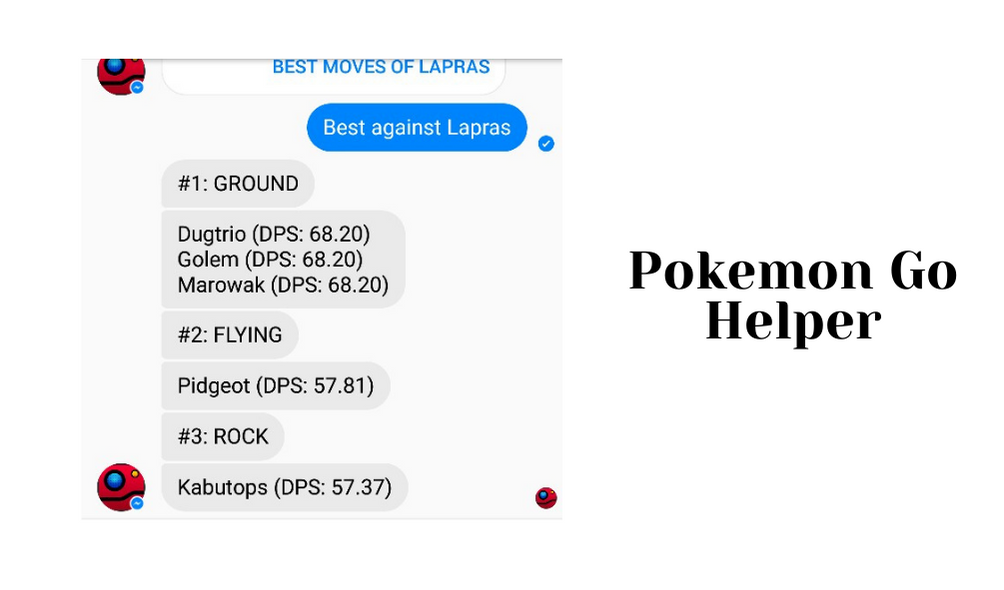 BEST MOVES OF LAPRAS
Best against Lapras
#1: GROUND
Dugtrio (DPS: 68.20)
Golem (DPS: 68.20)
Marowak (DPS: 68.20)
#2: FLYING
Pidgeot (DPS: 57.81)
#3: ROCK
Kabutops (DPS: 57.37)
Pokemon Go
Helper